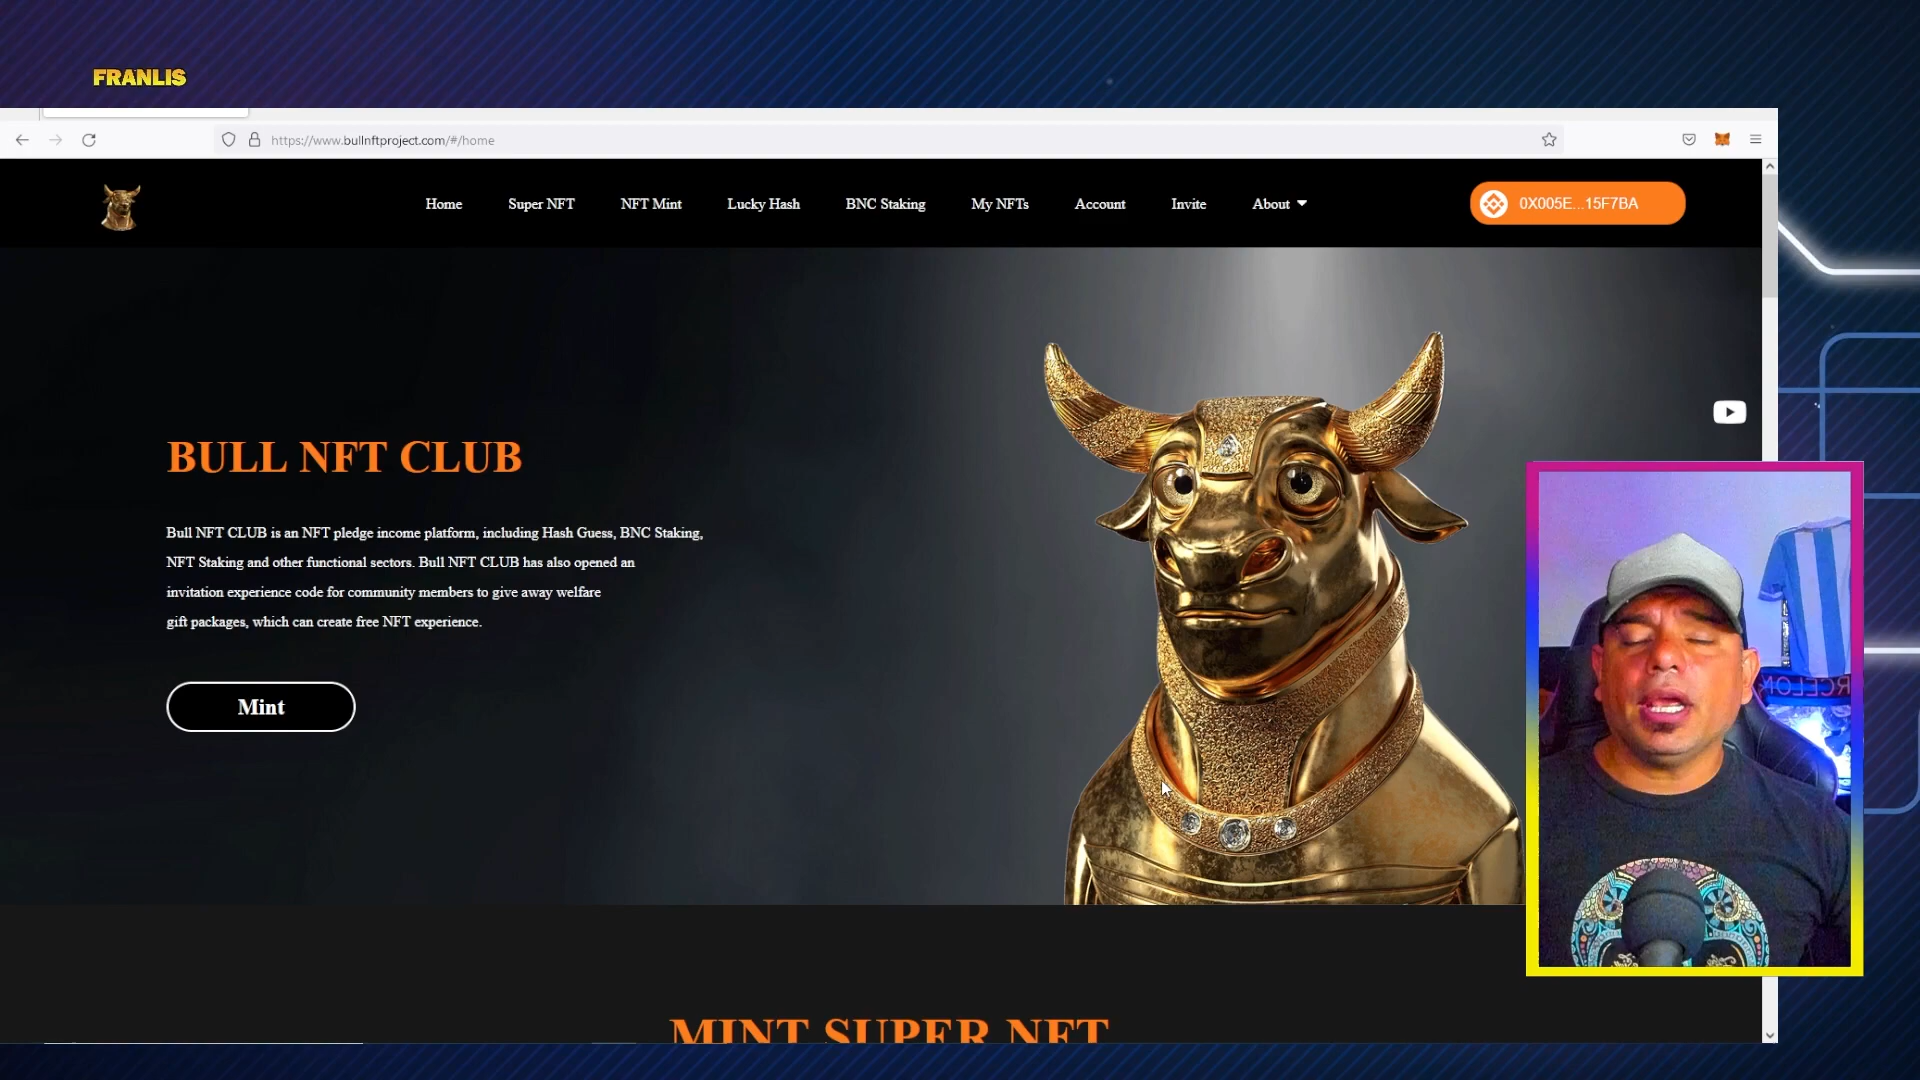 FRANLIS
https://www.bullnftproject.com/#/home
Home Super NFT NFT Mint Lucky Hash BNC Staking My NFTs Account Invite About
0X005E...15F7BA
BULL NFT CLUB
Bull NFT CLUB is an NFT pledge income platform, including Hash Guess, BNC Staking,
NFT Staking and other functional sectors. Bull NFT CLUB has also opened an
invitation experience code for community members to give away welfare
gift packages, which can create free NFT experience.
Mint
RCELON
MINT SUPER NFT